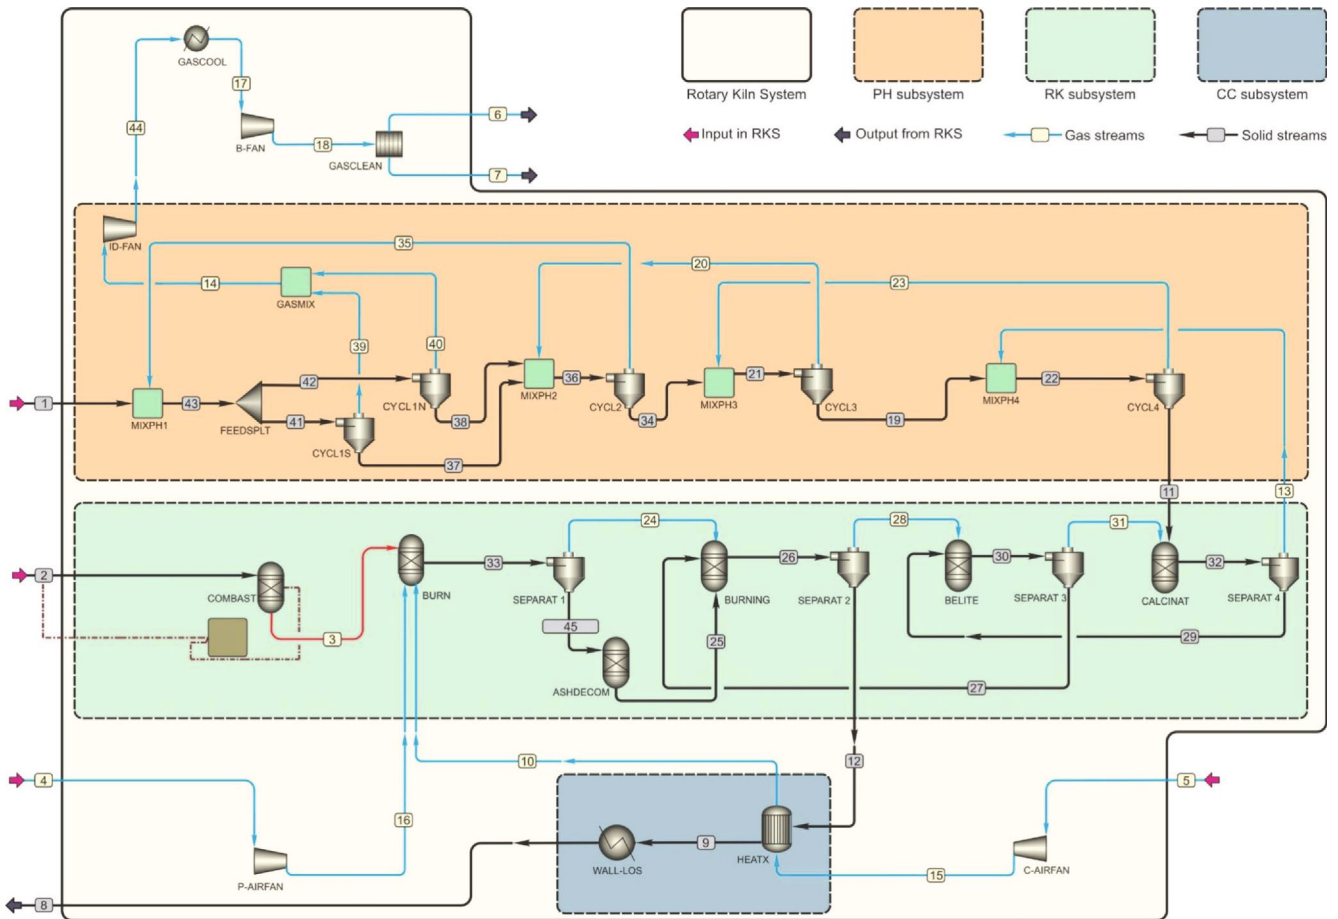 GASCOOL
17
44
B-FAN
18
GASCLEAN
6
7
Rotary Kiln System
PH subsystem
RK subsystem
CC subsystem
Input in RKS
Output from RKS
Gas streams
Solid streams
ID-FAN
35
20
23
14
GASMIX
39
40
42
CYCL1N
MIXPH2
36
CYCL2
21
MIXPH3
CYCL3
MIXPH4
22
CYCL4
1
MIXPH1
43
FEEDSPLT
41
CYCL1S
38
34
19
37
11
13
24
28
31
2
COMBAST
BURN
33
SEPARAT 1
BURNING
26
SEPARAT 2
BELITE
30
SEPARAT 3
CALCINAT
32
SEPARAT 4
3
45
25
29
ASHDECOM
27
4
10
12
5
16
P-AIRFAN
WALL-LOS
9
HEATX
15
C-AIRFAN
8